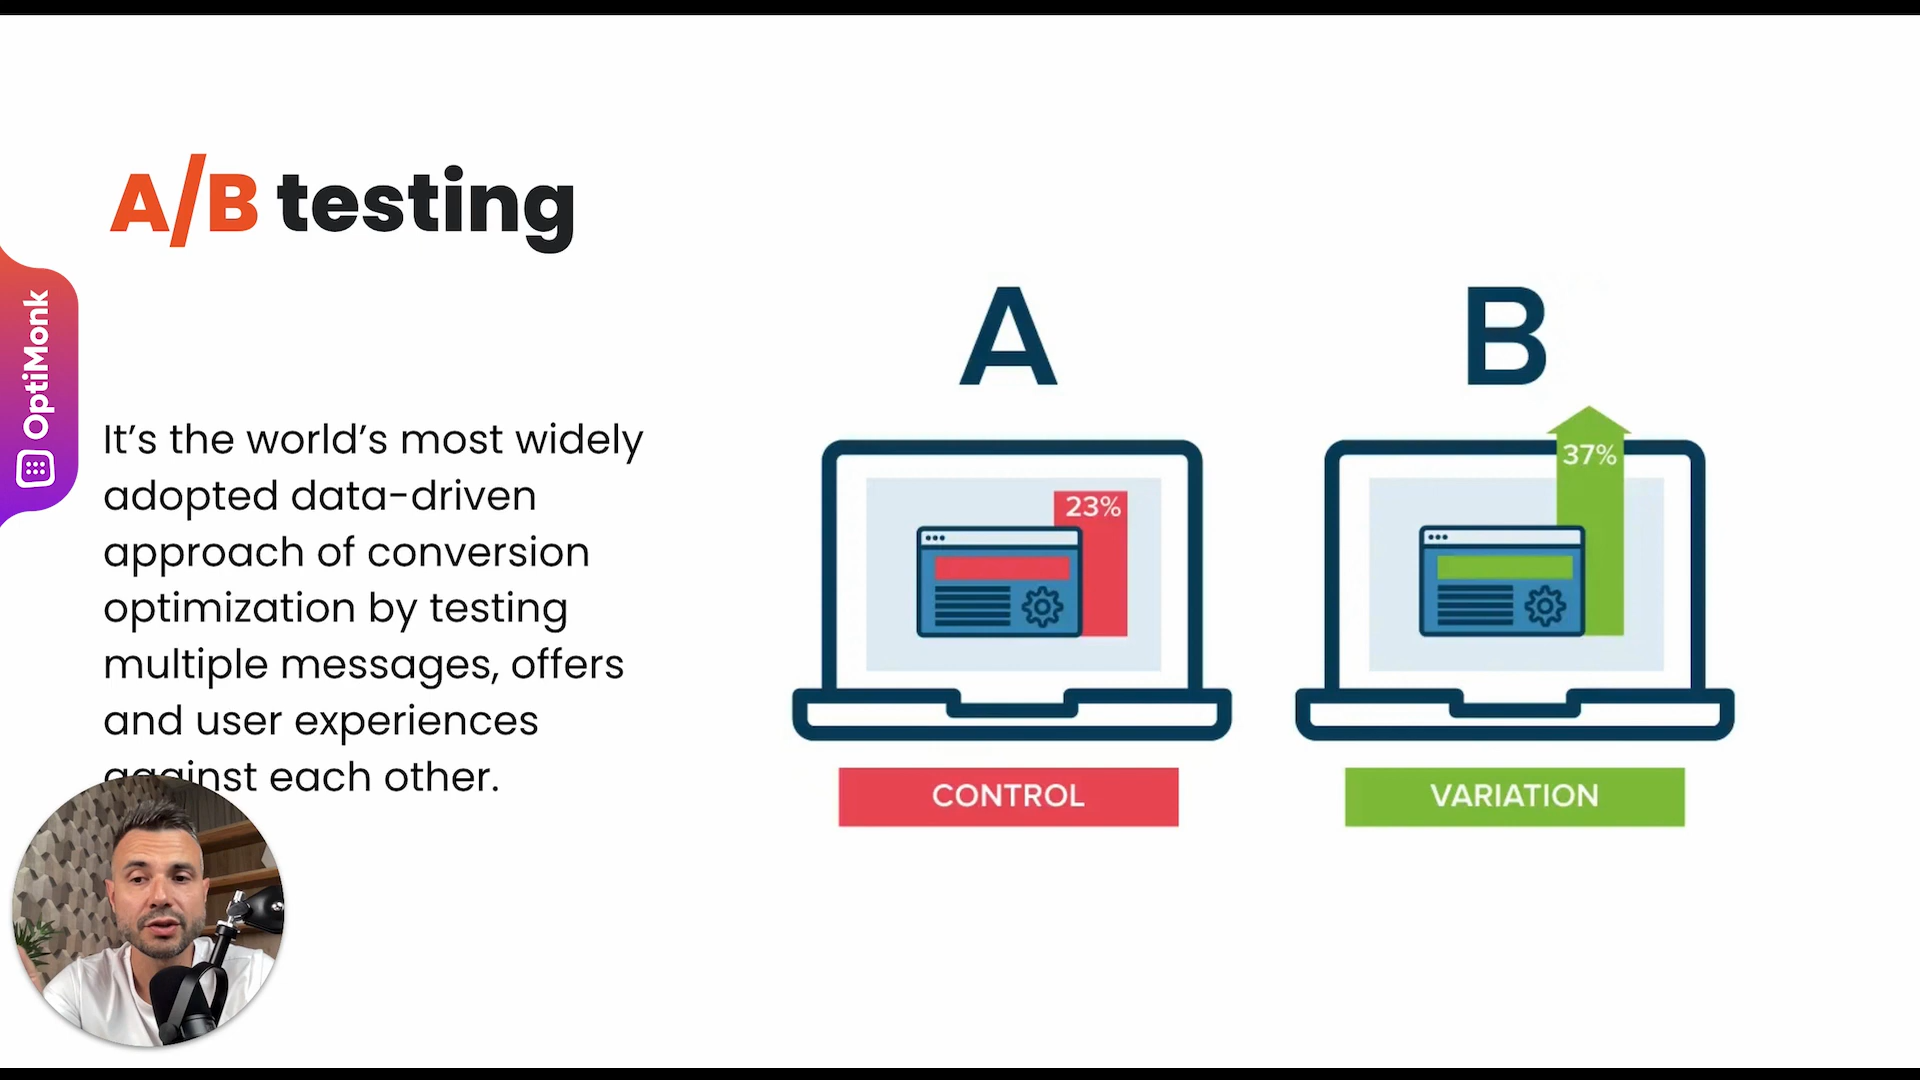 A/B testing
OptiMonk
It's the world's most widely
adopted data-driven
approach of conversion
optimization by testing
multiple messages, offers
and user experiences
against each other.
A
B
23%
37%
CONTROL
VARIATION